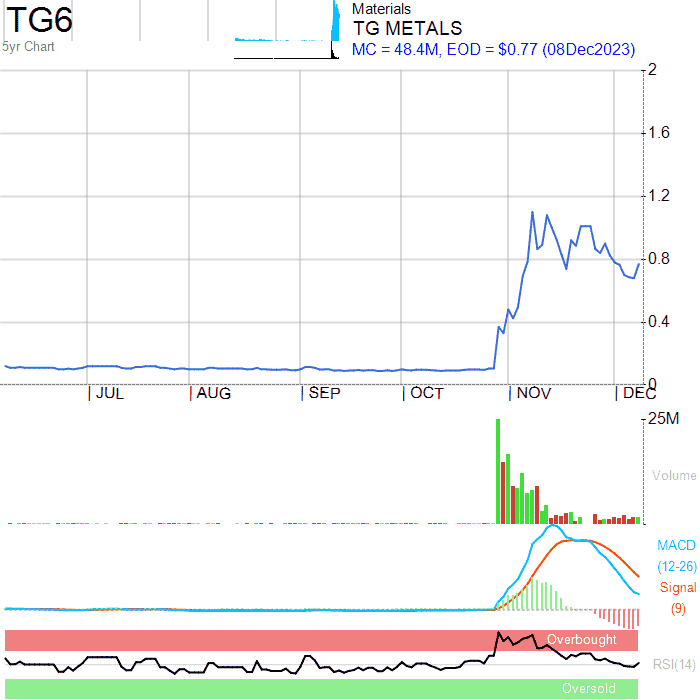 TG6
5yr Chart
Materials
TG METALS
MC = 48.4M, EOD = $0.77 (08Dec2023)
2
1.6
1.2
0.8
0.4
0
JUL AUG SEP OCT NOV DEC
25M
Volume
MACD
(12-26)
Signal
(9)
Overbought
RSI(14)
Oversold